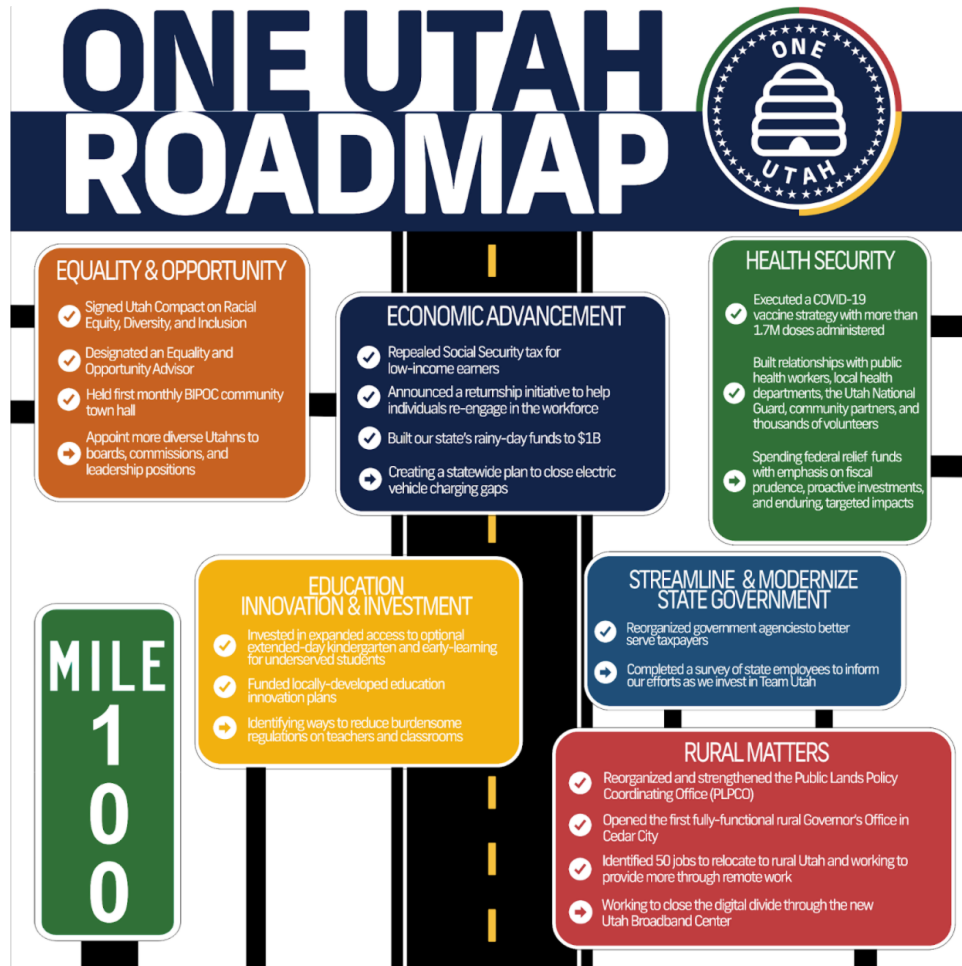 ONE UTAH
ROADMAP
ONE
UTAH
EQUALITY & OPPORTUNITY
Signed Utah Compact on Racial
Equity, Diversity, and Inclusion
Designated an Equality and
Opportunity Advisor
Held first monthly BIPOC community
town hall
Appoint more diverse Utahns to
boards, commissions, and
leadership positions
ECONOMIC ADVANCEMENT
Repealed Social Security tax for
low-income earners
Announced a returnship initiative to help
individuals re-engage in the workforce
Built our state's rainy-day funds to $1B
Creating a statewide plan to close electric
vehicle charging gaps
HEALTH SECURITY
Executed a COVID-19
vaccine strategy with more than
1.7M doses administered
Built relationships with public
health workers, local health
departments, the Utah National
Guard, community partners, and
thousands of volunteers
Spending federal relief funds
with emphasis on fiscal
prudence, proactive investments,
and enduring, targeted impacts
EDUCATION
INNOVATION & INVESTMENT
Invested in expanded access to optional
extended-day kindergarten and early-learning
for underserved students
Funded locally-developed education
innovation plans
Identifying ways to reduce burdensome
regulations on teachers and classrooms
STREAMLINE & MODERNIZE
STATE GOVERNMENT
Reorganized government agenciesto better
serve taxpayers
Completed a survey of state employees to inform
our efforts as we invest in Team Utah
MILE
1
0
0
RURAL MATTERS
Reorganized and strengthened the Public Lands Policy
Coordinating Office (PLPCO)
Opened the first fully-functional rural Governor's Office in
Cedar City
Identified 50 jobs to relocate to rural Utah and working to
provide more through remote work
Working to close the digital divide through the new
Utah Broadband Center